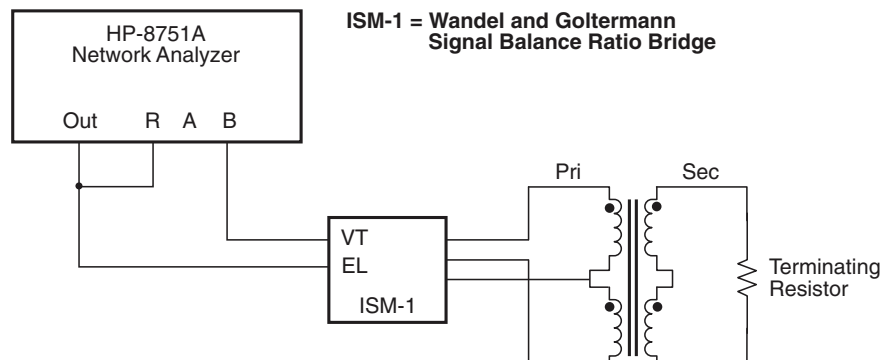 HP-8751A
Network Analyzer
Out R A B
ISM-1 = Wandel and Goltermann
Signal Balance Ratio Bridge
Pri Sec
VT
EL
ISM-1
Terminating
Resistor